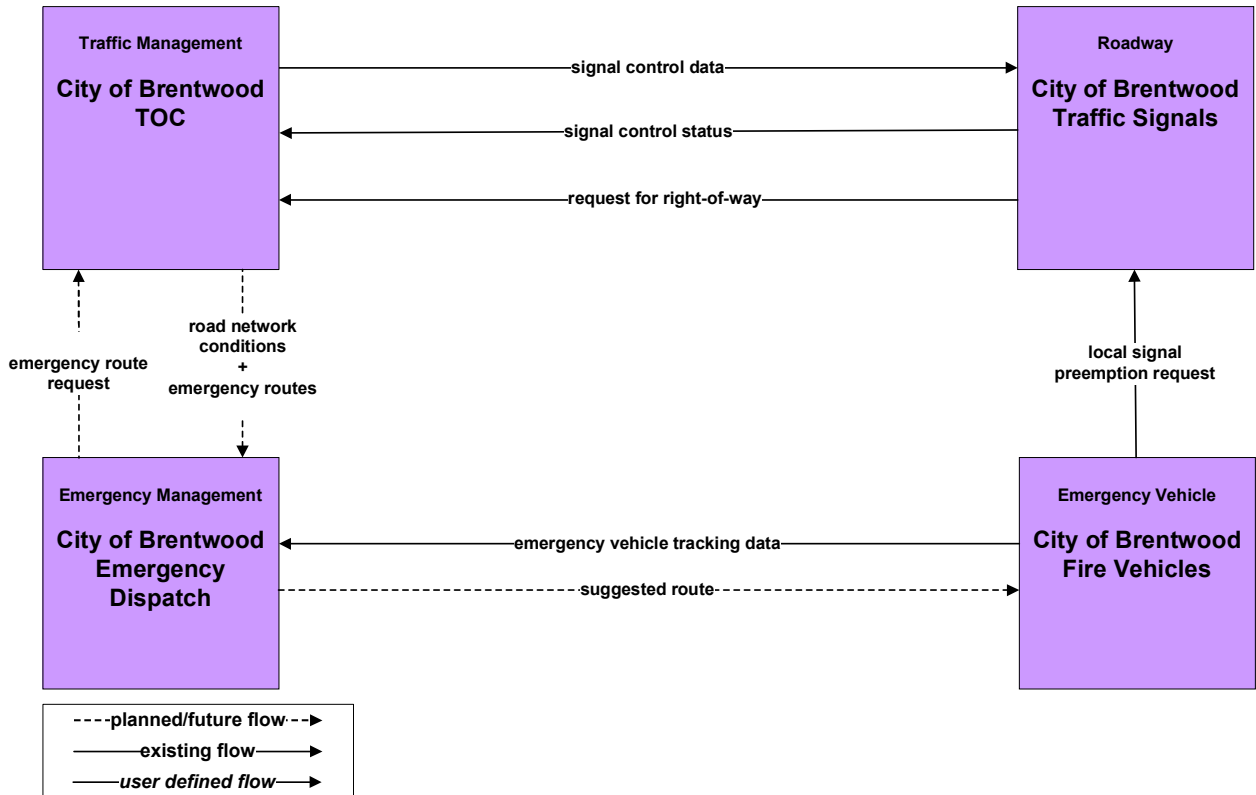 Traffic Management
City of Brentwood
TOC
Roadway
City of Brentwood
Traffic Signals
signal control data
signal control status
request for right-of-way
emergency route
request
road network
conditions
+
emergency routes
local signal
preemption request
Emergency Management
City of Brentwood
Emergency
Dispatch
Emergency Vehicle
City of Brentwood
Fire Vehicles
emergency vehicle tracking data
suggested route
planned/future flow
existing flow
user defined flow